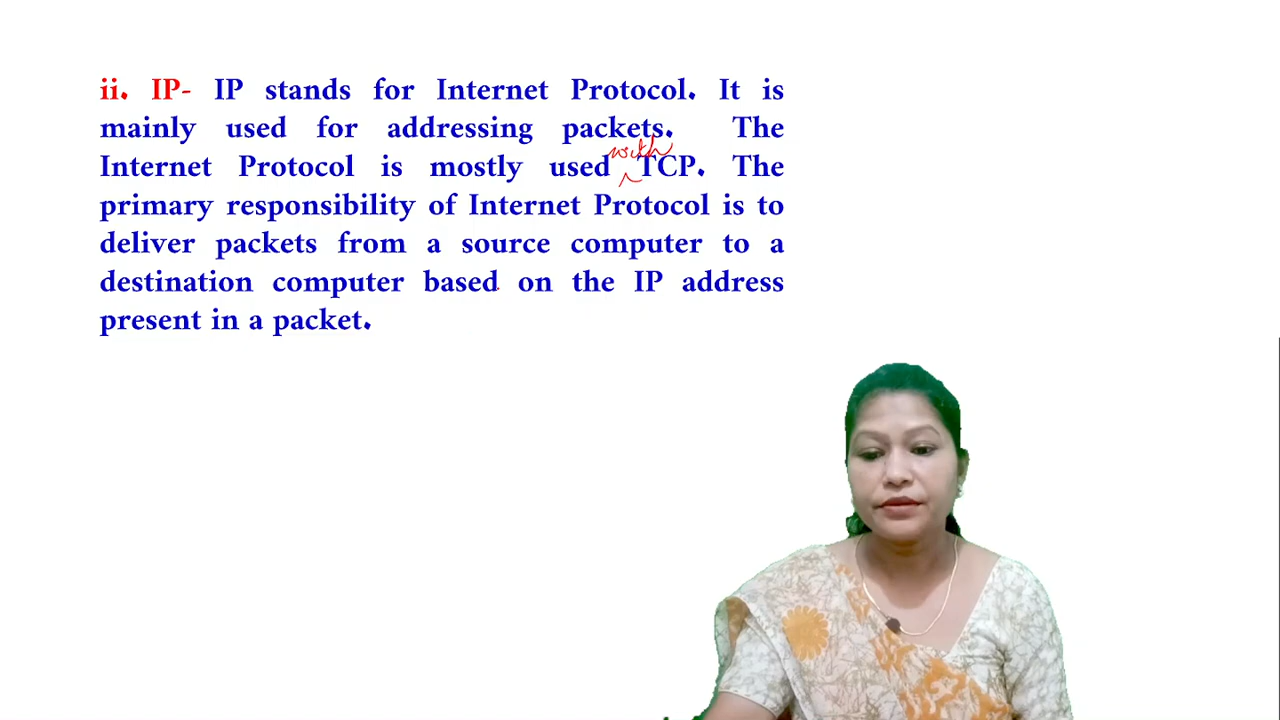 ii. IP- IP stands for Internet Protocol. It is
mainly used for addressing packets. The
Internet Protocol is mostly used with TCP. The
primary responsibility of Internet Protocol is to
deliver packets from a source computer to a
destination computer based on the IP address
present in a packet.